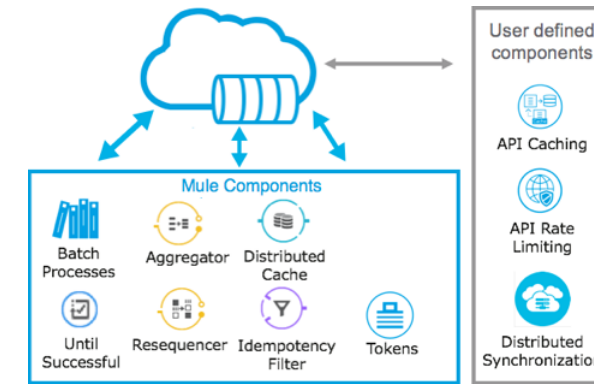 User defined
components
API Caching
API Rate
Limiting
Distributed
Synchronization
Mule Components
Batch
Processes
Aggregator
Distributed
Cache
Until
Successful
Resequencer
Idempotency
Filter
Tokens